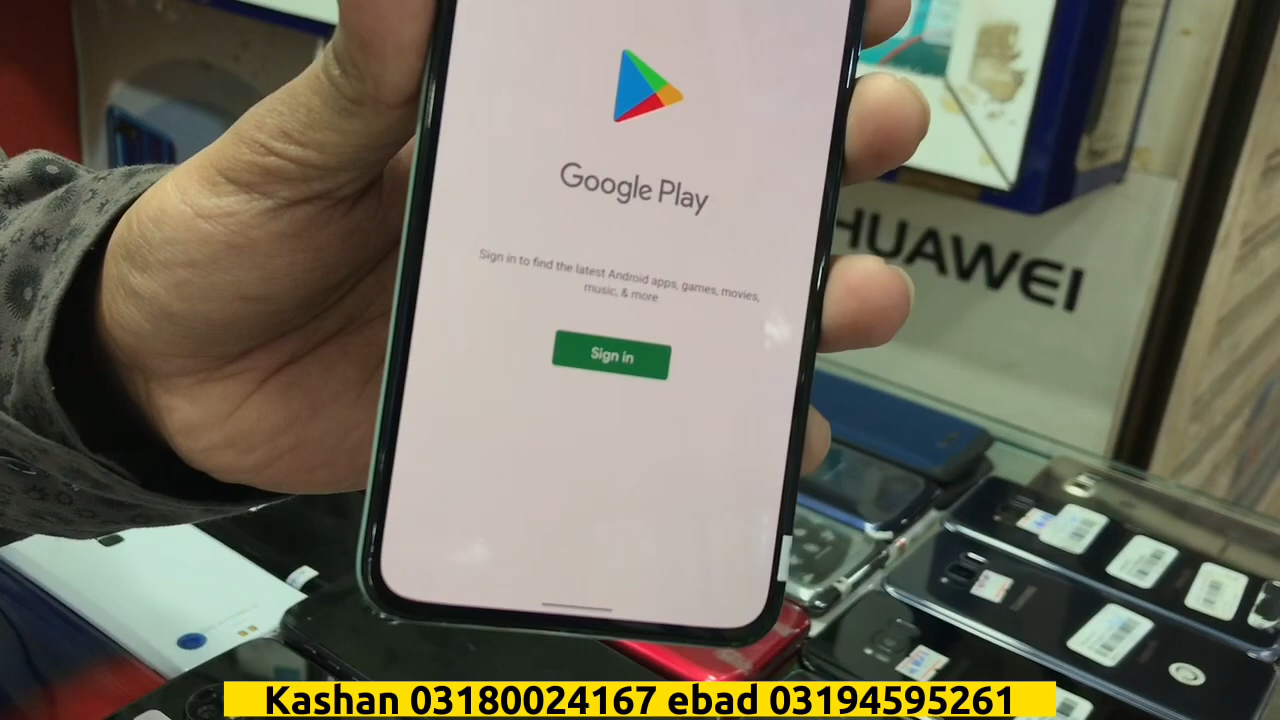 Google Play
Sign in to find the latest Android apps, games, movies,
music, & more
Sign in
HUAWEI
Kashan 03180024167 ebad 03194595261